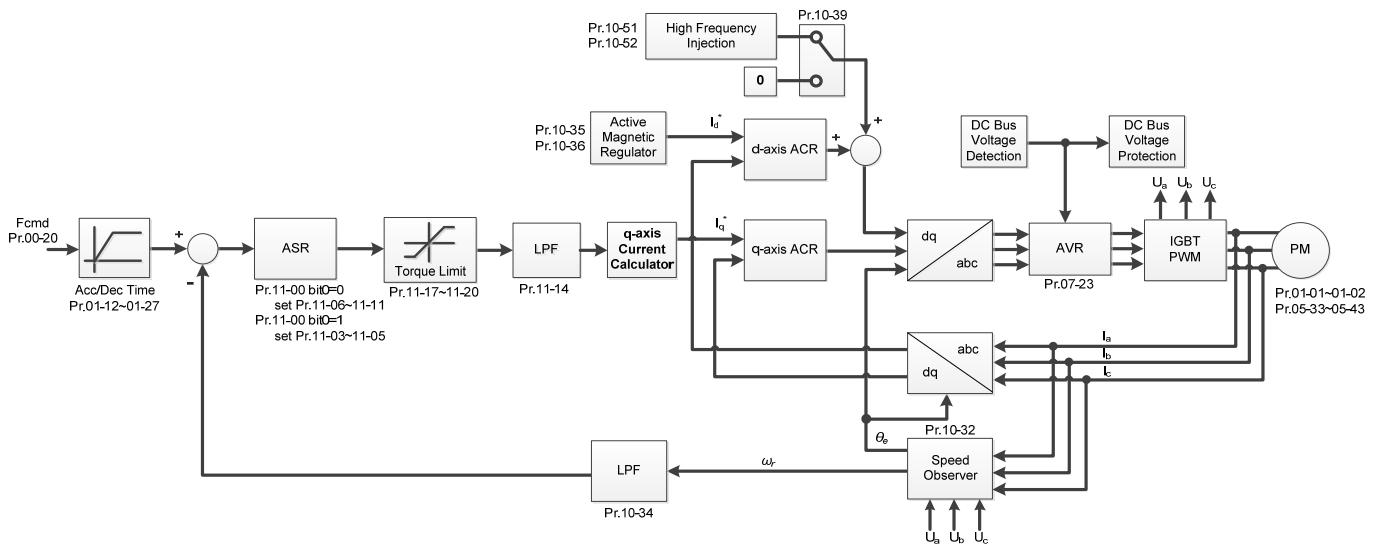 Pr.10-51
Pr.10-52
High Frequency
Injection
Pr.10-39
0
+
Pr.10-35
Pr.10-36
Active
Magnetic
Regulator
Id*
d-axis ACR
+
DC Bus
Voltage
Detection
DC Bus
Voltage
Protection
Ua
Ub
Uc
Fcmd
Pr.00-20
Acc/Dec Time
Pr.01-12~01-27
+
-
ASR
Pr.11-00 bit0=0
set Pr.11-06~11-11
Pr.11-00 bit0=1
set Pr.11-03~11-05
Torque Limit
Pr.11-17~11-20
LPF
Pr.11-14
q-axis
Current
Calculator
Iq*
q-axis ACR
dq
abc
AVR
Pr.07-23
IGBT
PWM
PM
Pr.01-01~01-02
Pr.05-33~05-43
abc
dq
Ia
Ib
Ic
Pr.10-32
θe
Speed
Observer
ωr
LPF
Pr.10-34
Ua
Ub
Uc